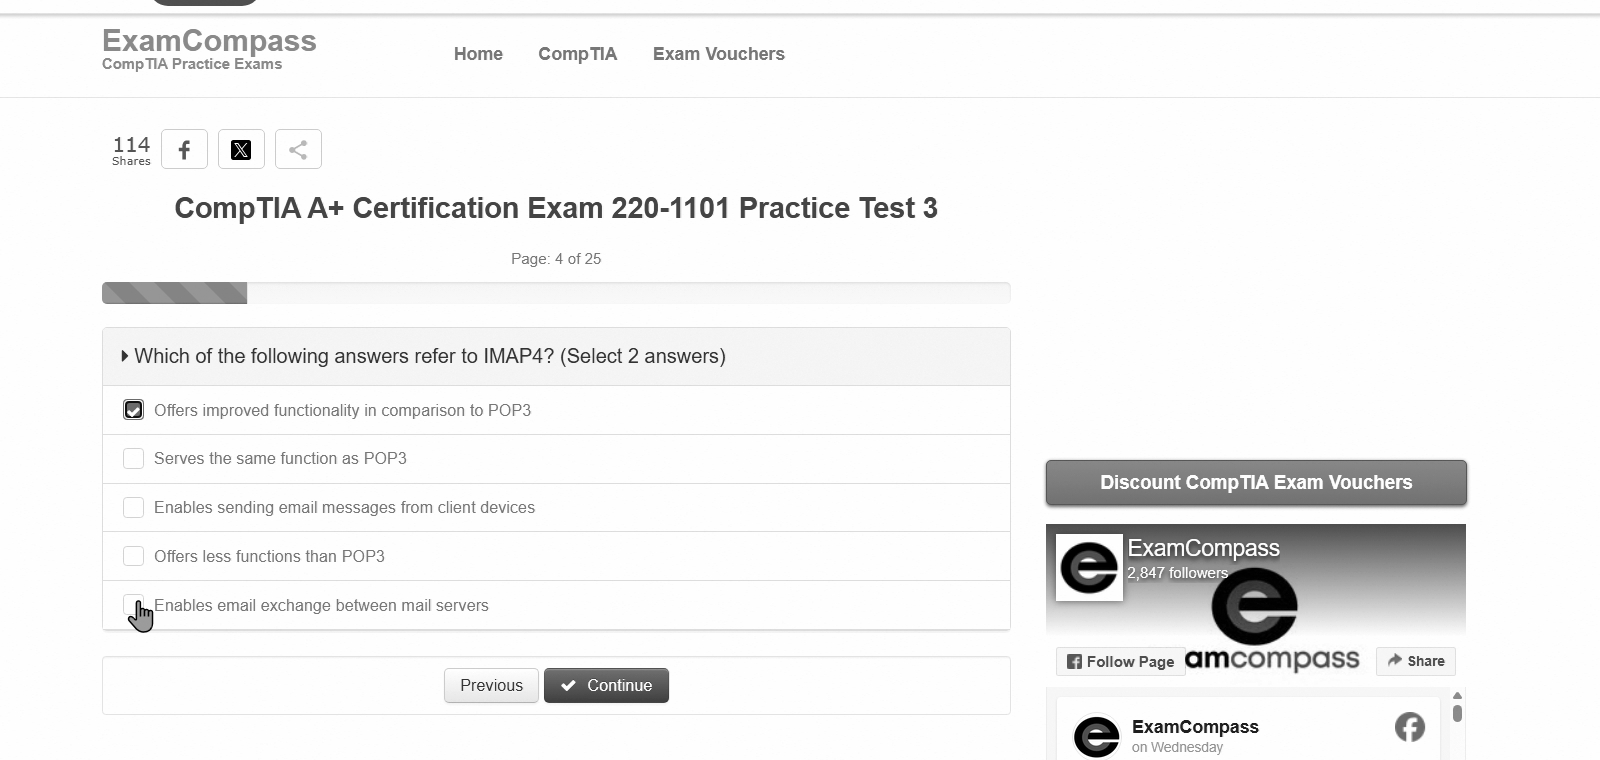 ExamCompass
CompTIA Practice Exams
Home
CompTIA
Exam Vouchers
114
Shares
CompTIA A+ Certification Exam 220-1101 Practice Test 3
Page: 4 of 25
Which of the following answers refer to IMAP4? (Select 2 answers)
Offers improved functionality in comparison to POP3
Serves the same function as POP3
Enables sending email messages from client devices
Offers less functions than POP3
Enables email exchange between mail servers
Previous
Continue
Discount CompTIA Exam Vouchers
ExamCompass
2,847 followers
Follow Page
amcompass
Share
ExamCompass
on Wednesday